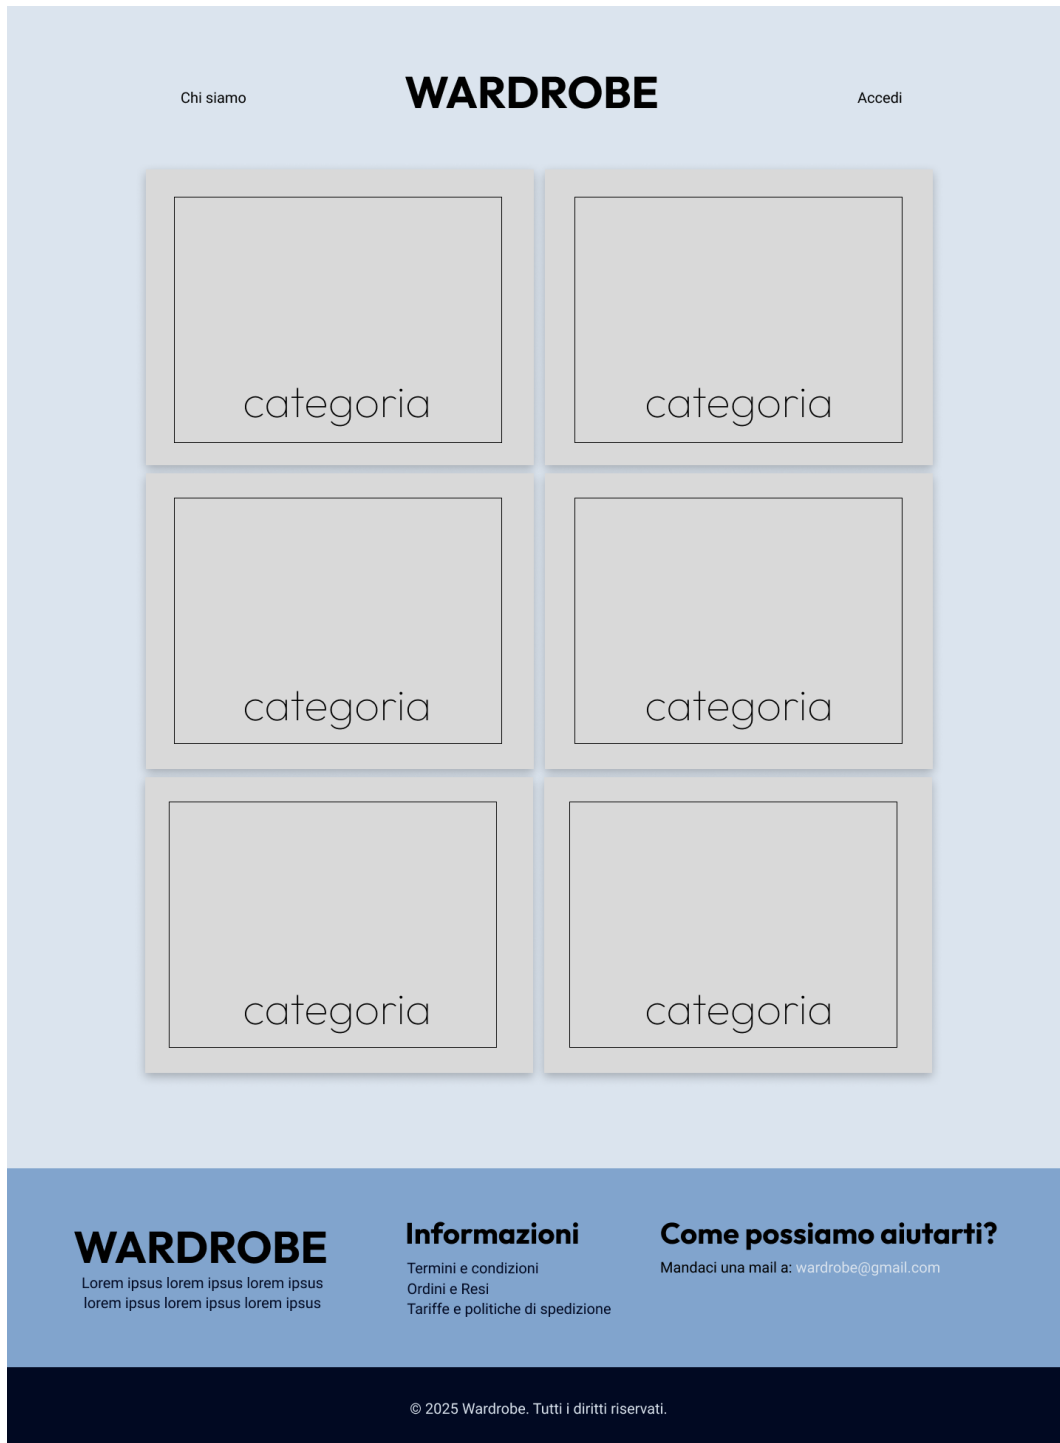 Chi siamo
WARDROBE
Accedi
categoria
categoria
categoria
categoria
categoria
categoria
WARDROBE
Lorem ipsus lorem ipsus lorem ipsus
lorem ipsus lorem ipsus lorem ipsus
Informazioni
Termini e condizioni
Ordini e Resi
Tariffe e politiche di spedizione
Come possiamo aiutarti?
Mandaci una mail a: wardrobe@gmail.com
© 2025 Wardrobe. Tutti i diritti riservati.